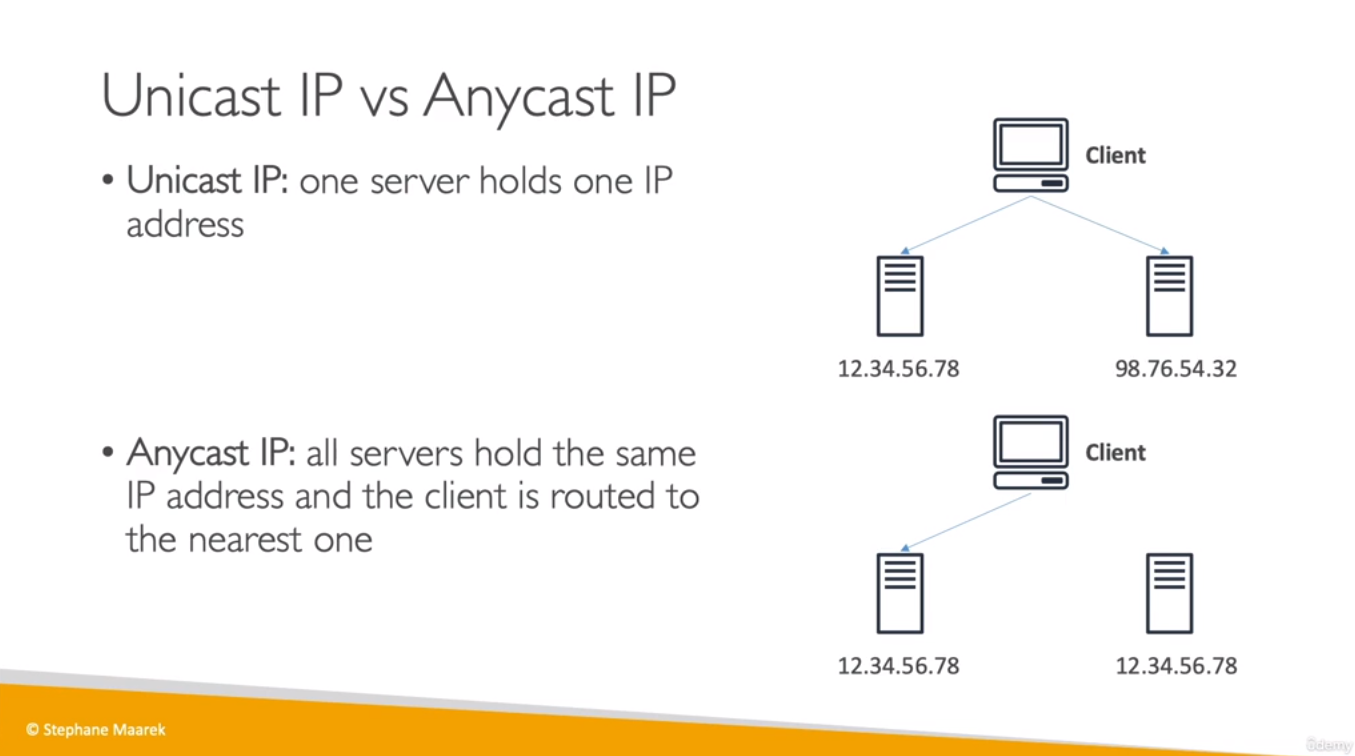 Unicast IP vs Anycast IP
• Unicast IP: one server holds one IP
address
Client
12.34.56.78
98.76.54.32
• Anycast IP: all servers hold the same
IP address and the client is routed to
the nearest one
Client
12.34.56.78
12.34.56.78
© Stephane Maarek
ûdemy